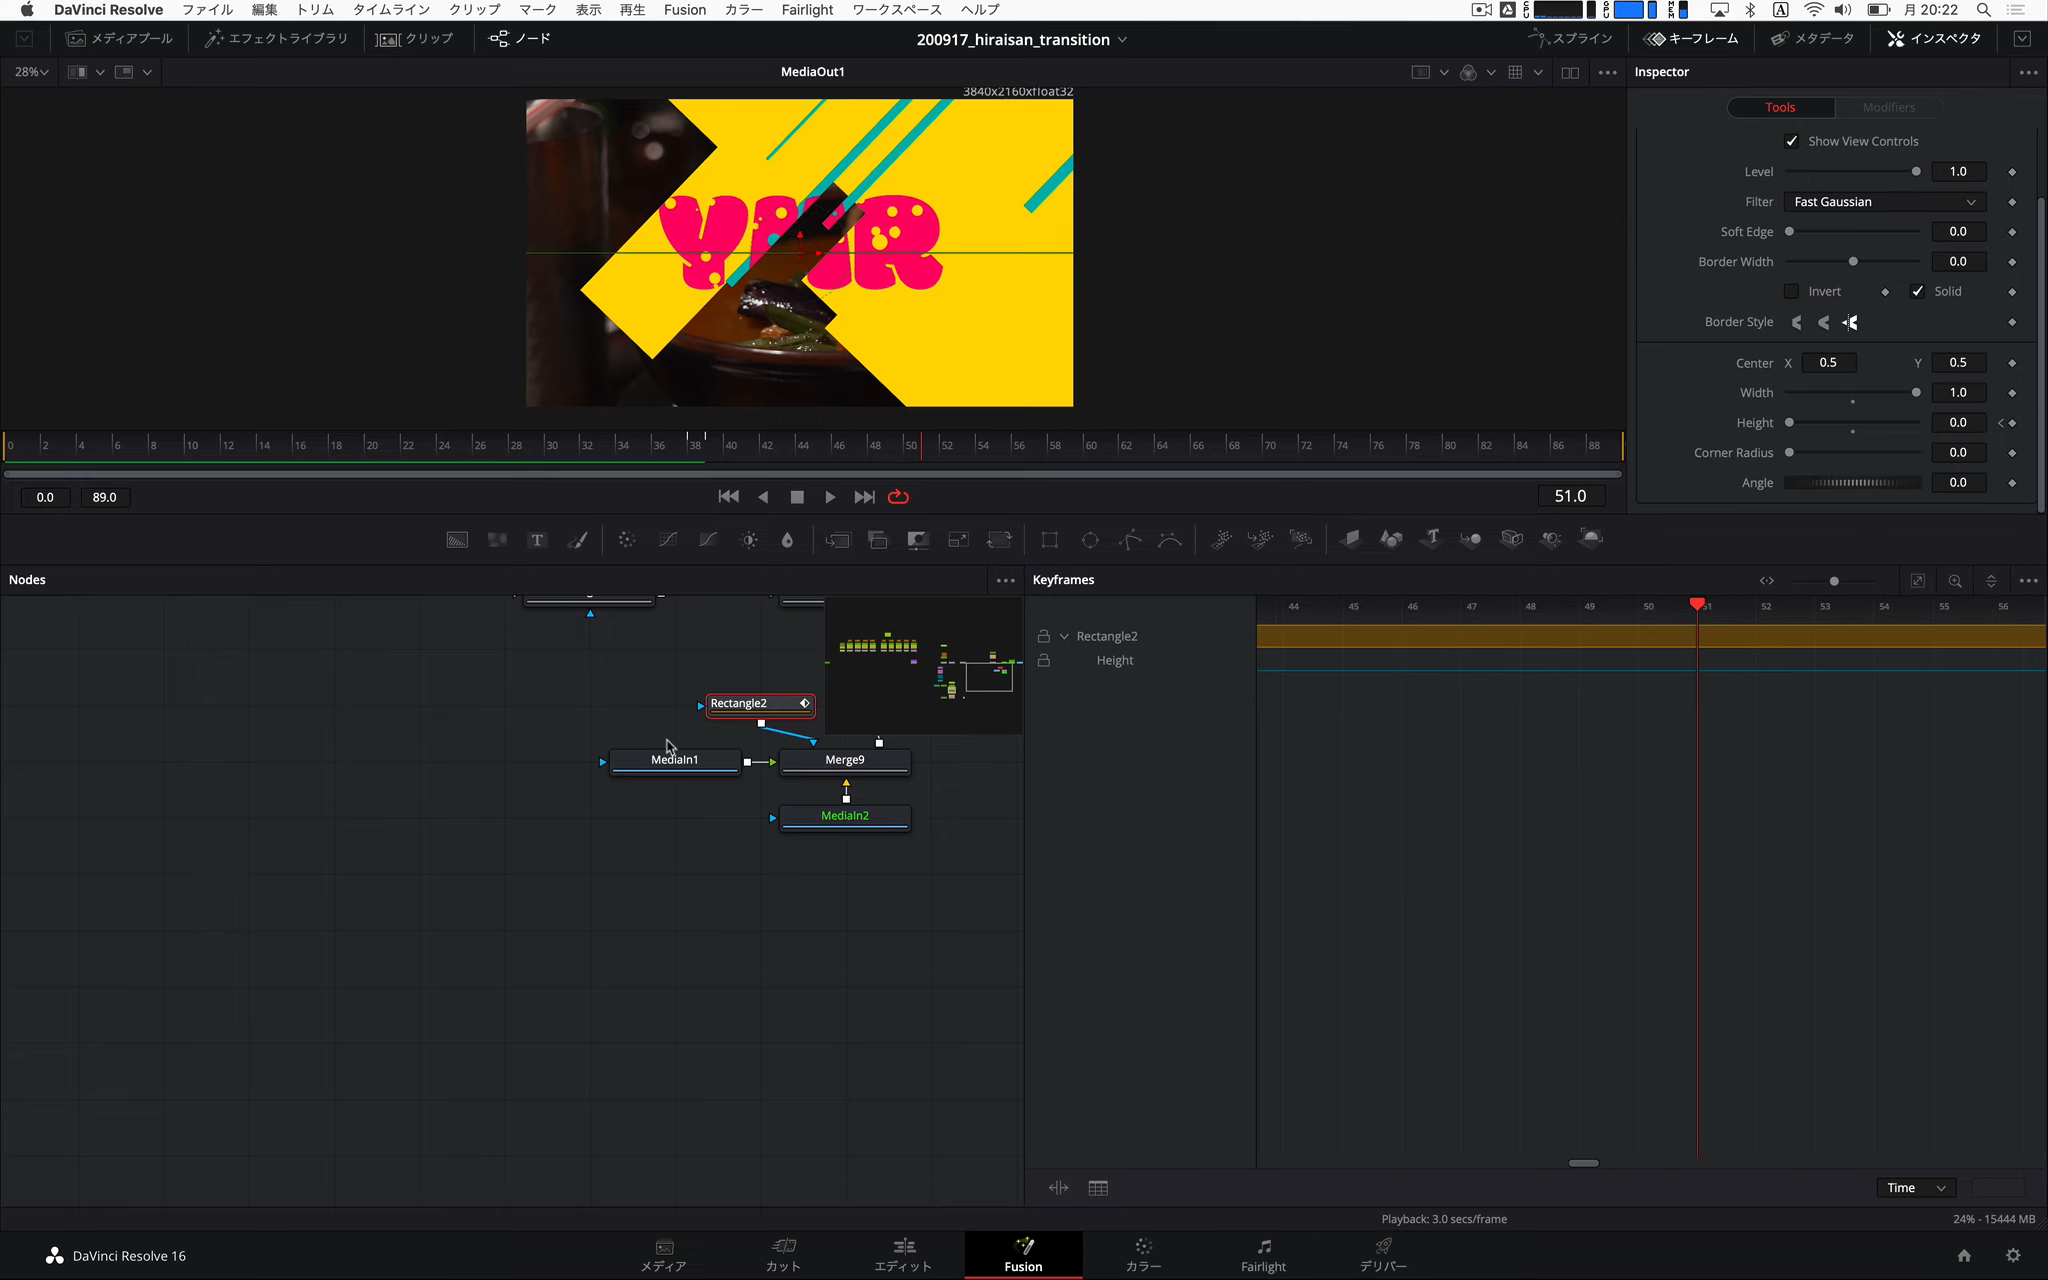 DaVinci Resolve ファイル 編集 トリム タイムライン クリップ マーク 表示 再生 Fusion カラー Fairlight ワークスペース ヘルプ
月 20:22
メディアプール エフェクトライブラリ クリップ ノード
200917_hiraisan_transition
スプライン キーフレーム メタデータ インスペクタ
28%
MediaOut1
Inspector
3840x2160xfloat32
Tools Modifiers
Show View Controls
Level 1.0
Filter Fast Gaussian
Soft Edge 0.0
Border Width 0.0
Invert Solid
Border Style
Center X 0.5 Y 0.5
Width 1.0
Height 0.0
Corner Radius 0.0
Angle 0.0
0 2 4 6 8 10 12 14 16 18 20 22 24 26 28 30 32 34 36 38 40 42 44 46 48 50 52 54 56 58 60 62 64 66 68 70 72 74 76 78 80 82 84 86 88
0.0 89.0
51.0
Nodes
Keyframes
44 45 46 47 48 49 50 51 52 53 54 55 56
Rectangle2
Height
Rectangle2
MediaIn1
Merge9
MediaIn2
Time
Playback: 3.0 secs/frame
24% - 15444 MB
DaVinci Resolve 16
メディア カット エディット Fusion カラー Fairlight デリバー